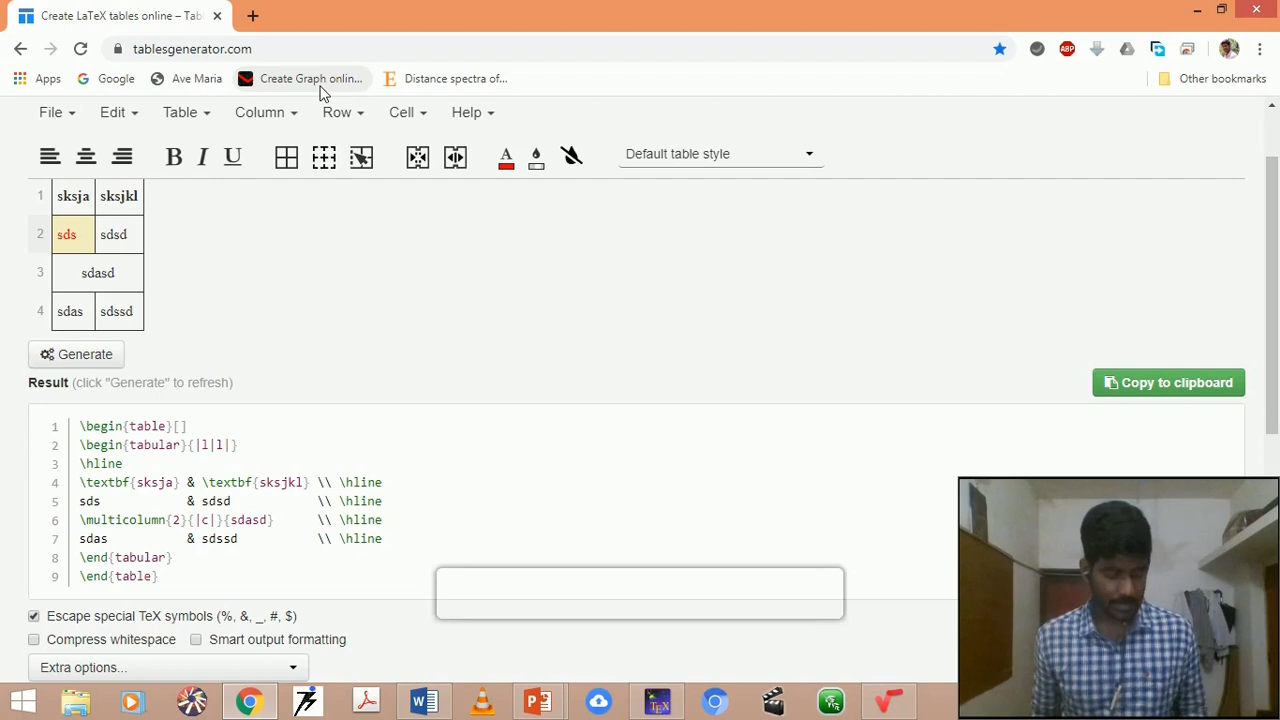 Create LaTeX tables online – Tab
tablesgenerator.com
ABP
Apps Google Ave Maria Create Graph onlin... Distance spectra of... Other bookmarks
File Edit Table Column Row Cell Help
B I U A Default table style
1 sksja sksjkl
2 sds sdsd
3 sdasd
4 sdas sdssd
Generate
Result (click "Generate" to refresh) Copy to clipboard
1 \begin{table}[]
2 \begin{tabular}{|l|l|}
3 \hline
4 \textbf{sksja} & \textbf{sksjkl} \\ \hline
5 sds & sdsd \\ \hline
6 \multicolumn{2}{|c|}{sdasd} \\ \hline
7 sdas & sdssd \\ \hline
8 \end{tabular}
9 \end{table}
Escape special TeX symbols (%, &, _, #, $)
Compress whitespace Smart output formatting
Extra options...